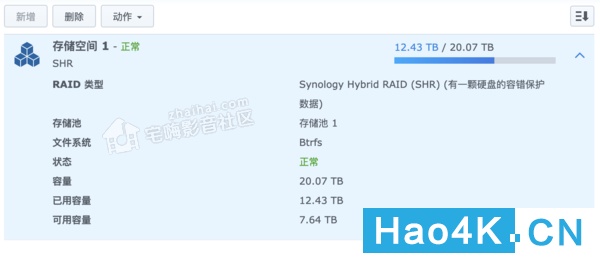 新增 删除 动作
存储空间 1 - 正常
12.43 TB / 20.07 TB
SHR
RAID 类型 Synology Hybrid RAID (SHR) (有一颗硬盘的容错保护
数据)
存储池 存储池 1
文件系统 Btrfs
状态 正常
容量 20.07 TB
已用容量 12.43 TB
可用容量 7.64 TB
zhaihai.com
宅嗨影音社区
Hao4K.CN